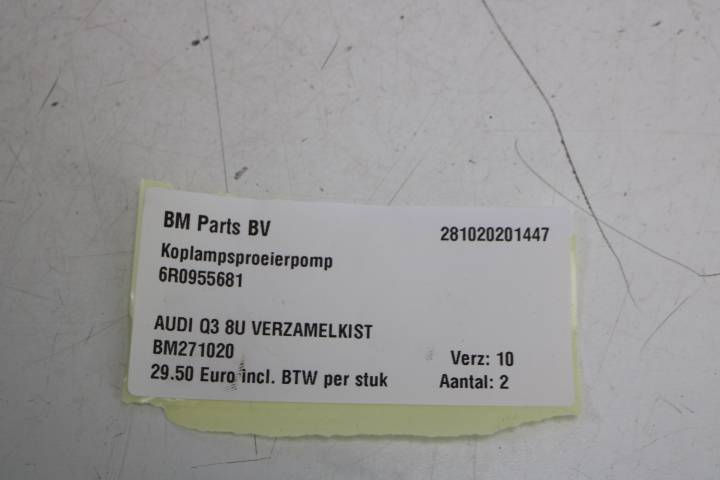 BM Parts BV 281020201447
Koplampsproeierpomp
6R0955681
AUDI Q3 8U VERZAMELKIST
BM271020 Verz: 10
29.50 Euro incl. BTW per stuk Aantal: 2